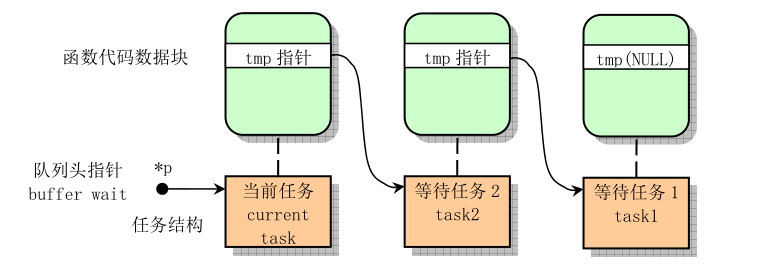 函数代码数据块
tmp 指针
tmp 指针
tmp(NULL)
队列头指针
buffer wait
*p
任务结构
当前任务
current
task
等待任务 2
task2
等待任务 1
task1